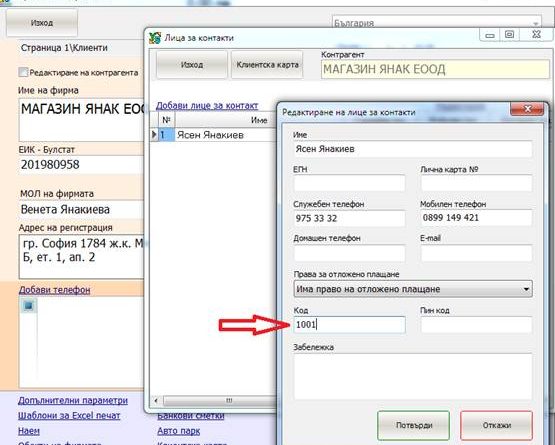 Изход
България
Страница 1\Клиенти
Редактиране на контрагента
Име на фирма
МАГАЗИН ЯНАК ЕОО
ЕИК - Булстат
201980958
МОЛ на фирмата
Венета Янакиева
Адрес на регистрация
гр. София 1784 ж.к. М
Б, ет. 1, ап. 2
Добави телефон
Допълнителни параметри
Шаблони за Excel печат
Банкови сметки
Наем
Авто парк
Лица за контакти
Изход
Клиентска карта
Контрагент
МАГАЗИН ЯНАК ЕООД
Добави лице за контакт
№
Име
1
Ясен Янакиев
Редактиране на лице за контакти
Име
Ясен Янакиев
ЕГН
Лична карта №
Служебен телефон
Мобилен телефон
975 33 32
0899 149 421
Домашен телефон
E-mail
Права за отложено плащане
Има право на отложено плащане
Код
Пин код
1001
Забележка
Потвърди
Откажи